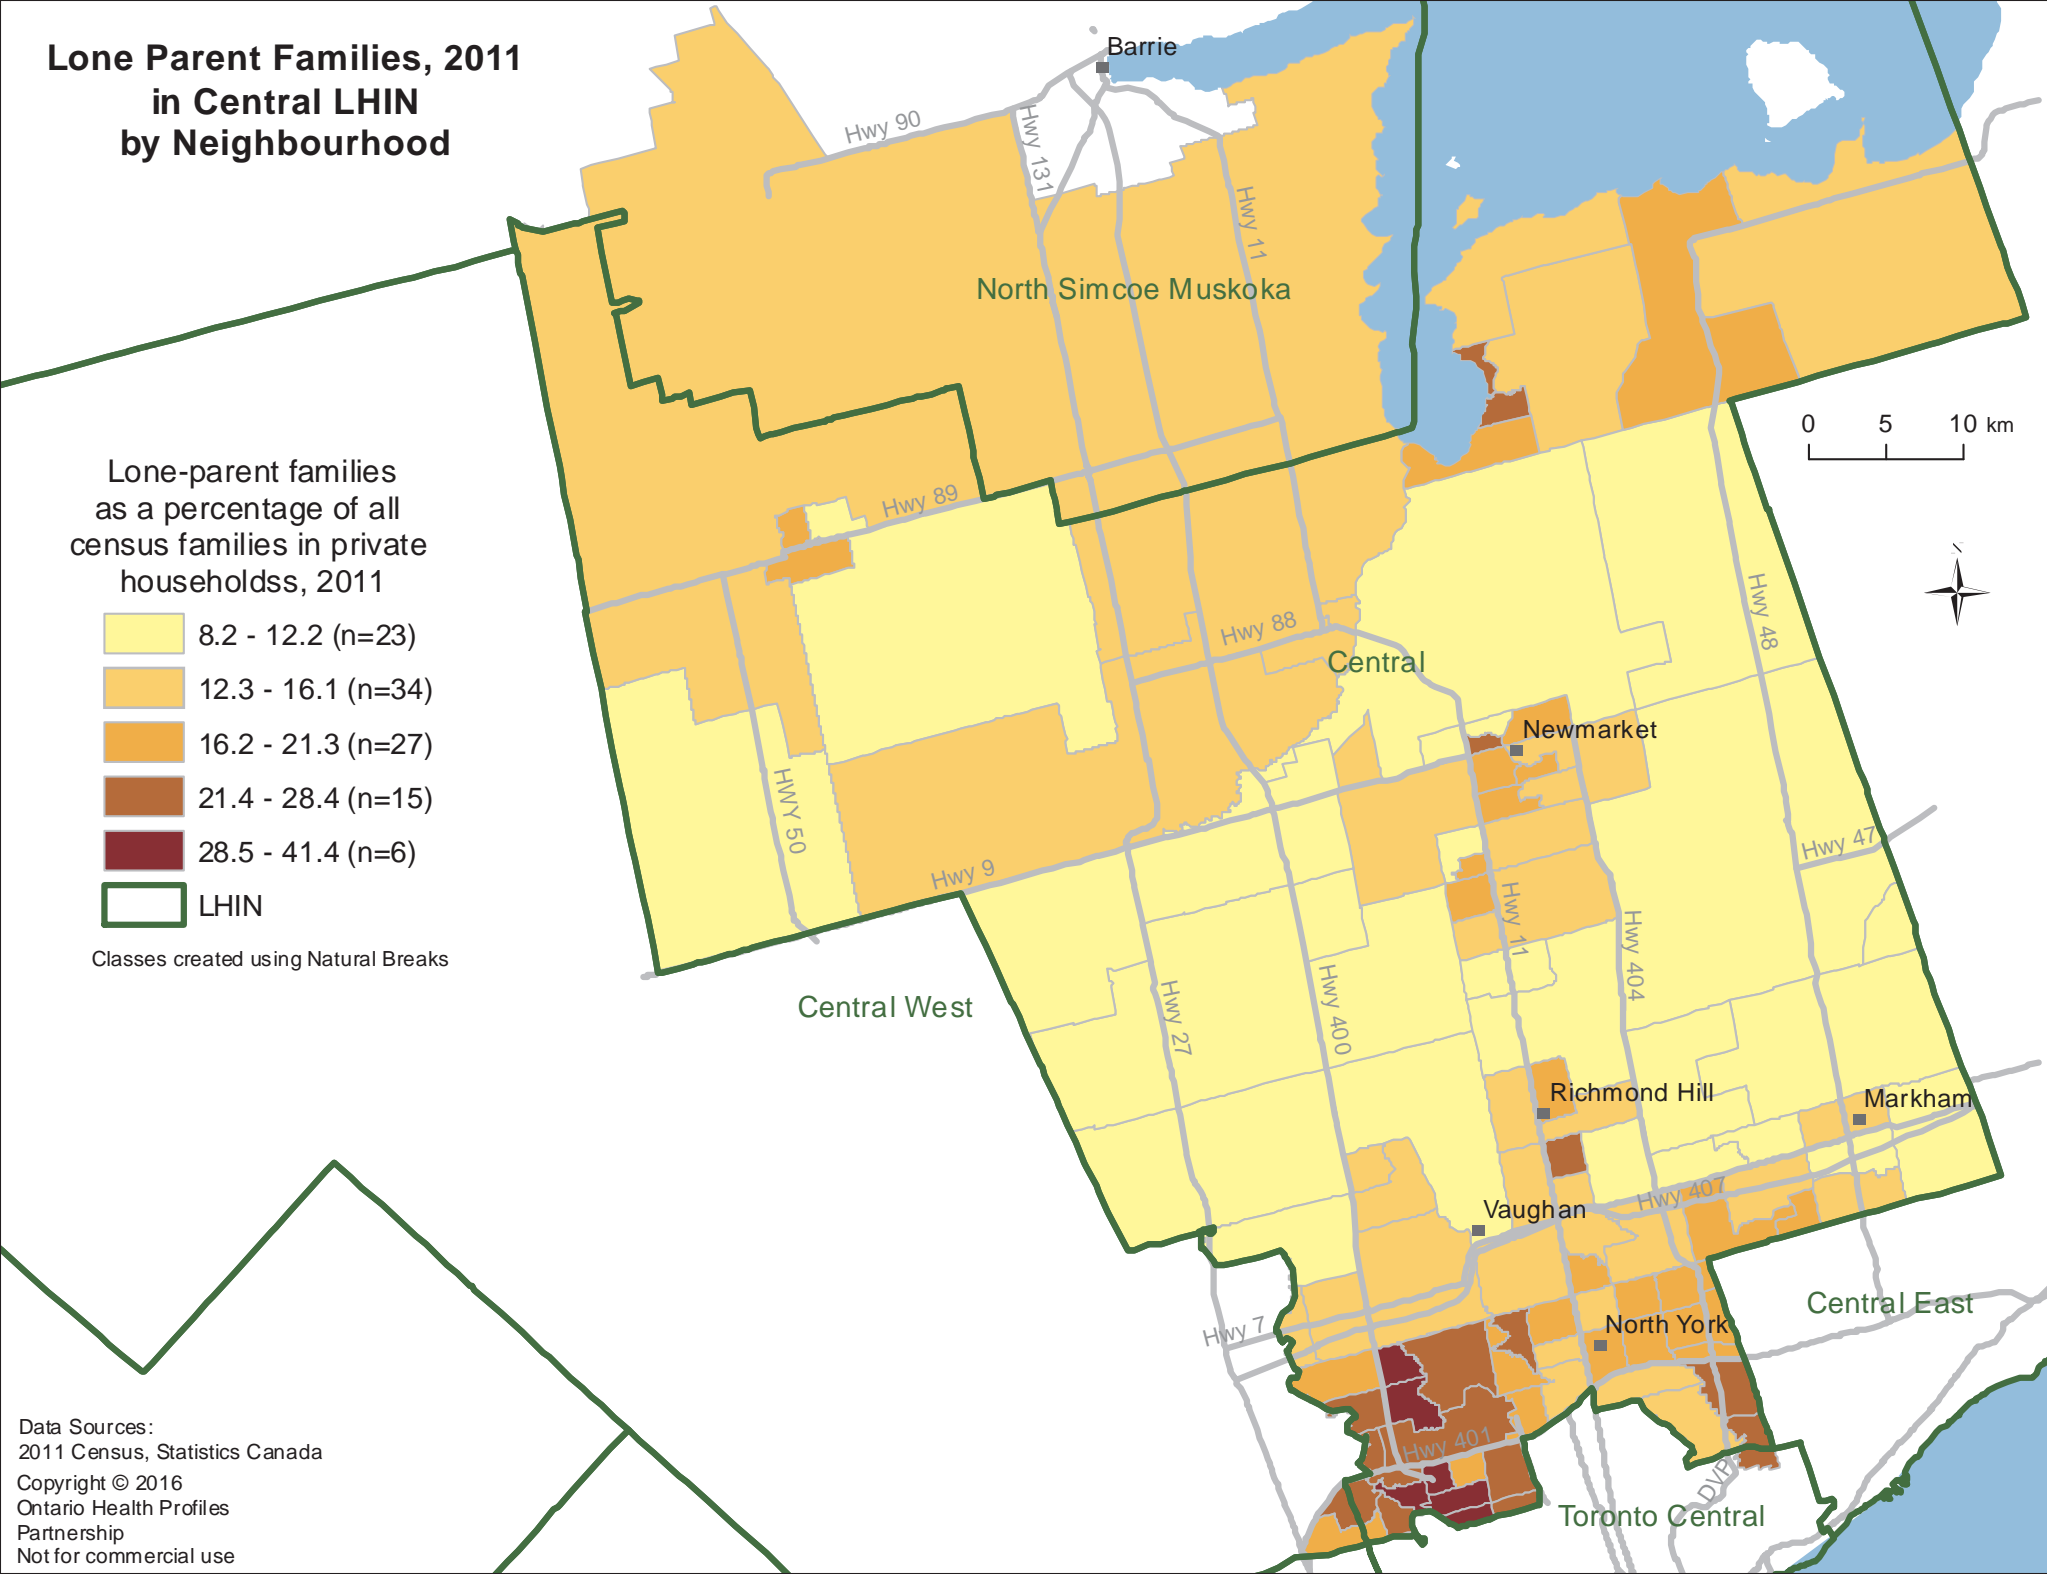 Lone Parent Families, 2011
in Central LHIN
by Neighbourhood
Barrie
Hwy 90
Hwy 131
Hwy 11
North Simcoe Muskoka
0 5 10 km
Lone-parent families
as a percentage of all
census families in private
householdss, 2011
8.2 - 12.2 (n=23)
12.3 - 16.1 (n=34)
16.2 - 21.3 (n=27)
21.4 - 28.4 (n=15)
28.5 - 41.4 (n=6)
LHIN
Classes created using Natural Breaks
Hwy 89
N
Hwy 88
Hwy 48
Central
Newmarket
HWY 50
Hwy 9
Hwy 47
Hwy 11
Hwy 404
Central West
Hwy 27
Hwy 400
Richmond Hill
Markham
Hwy 407
Vaughan
Central East
Hwy 7
North York
Hwy 401
DVP
Toronto Central
Data Sources:
2011 Census, Statistics Canada
Copyright © 2016
Ontario Health Profiles
Partnership
Not for commercial use